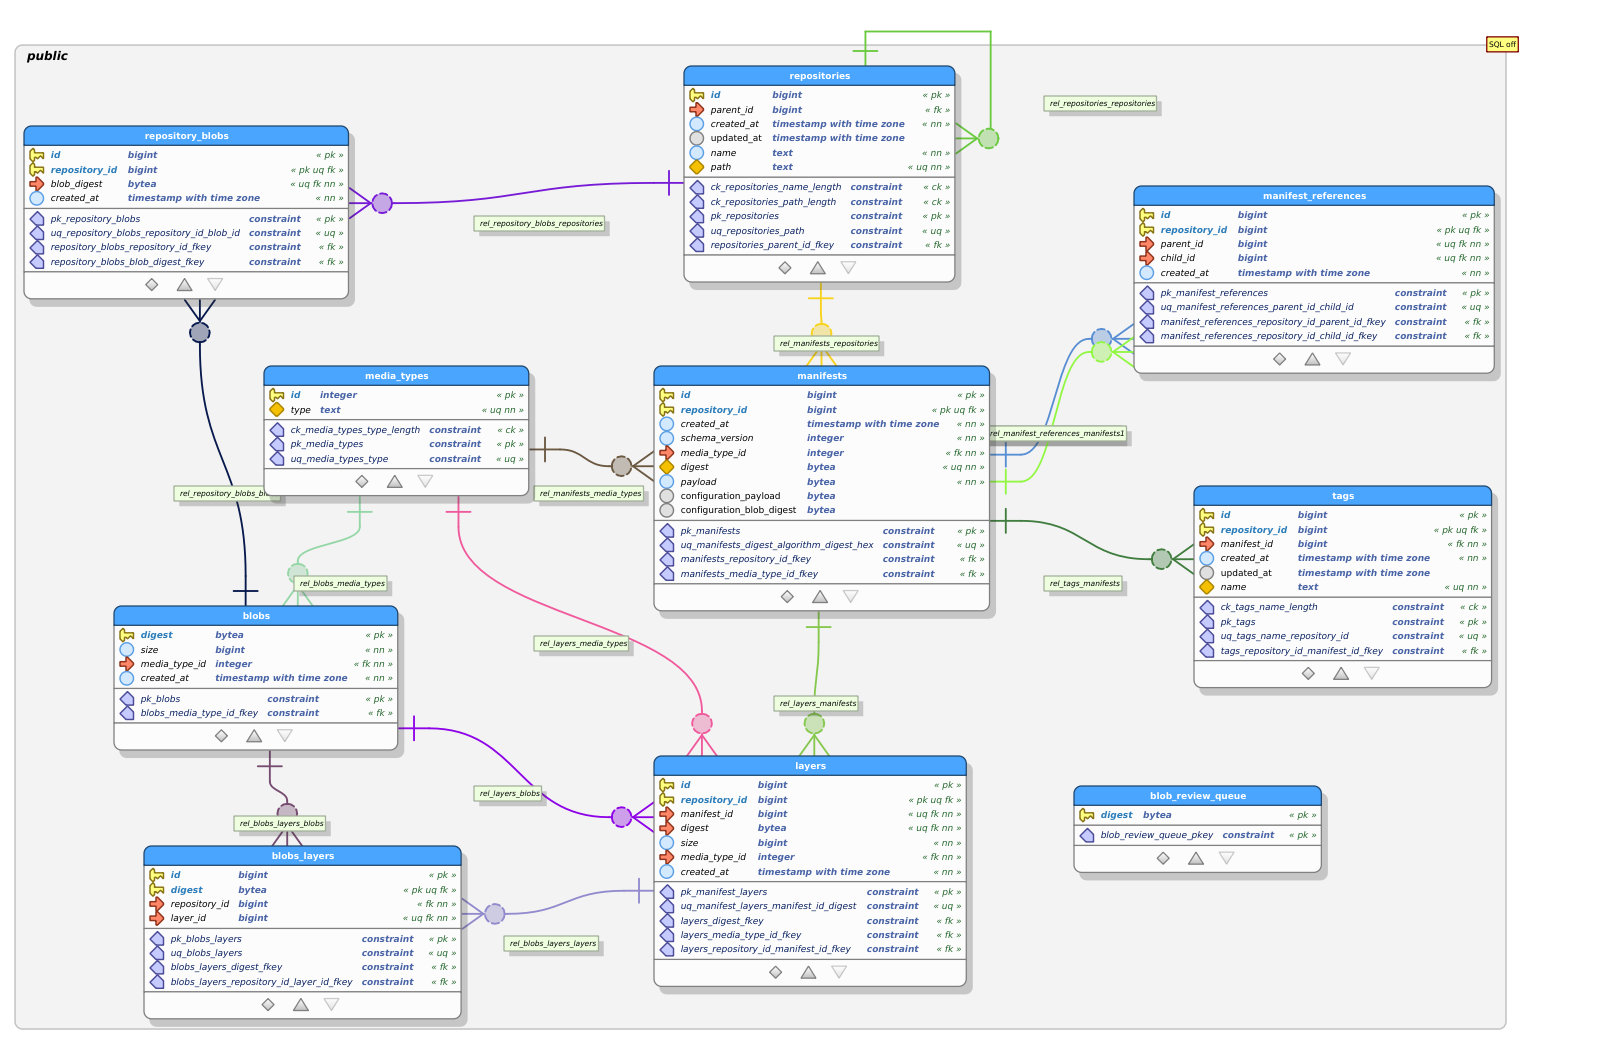 SQL off
public
repositories
id bigint « pk »
parent_id bigint « fk »
created_at timestamp with time zone « nn »
updated_at timestamp with time zone
name text « nn »
path text « uq nn »
ck_repositories_name_length constraint « ck »
ck_repositories_path_length constraint « ck »
pk_repositories constraint « pk »
uq_repositories_path constraint « uq »
repositories_parent_id_fkey constraint « fk »
rel_repositories_repositories
repository_blobs
id bigint « pk »
repository_id bigint « pk uq fk »
blob_digest bytea « uq fk nn »
created_at timestamp with time zone « nn »
pk_repository_blobs constraint « pk »
uq_repository_blobs_repository_id_blob_id constraint « uq »
repository_blobs_repository_id_fkey constraint « fk »
repository_blobs_blob_digest_fkey constraint « fk »
rel_repository_blobs_repositories
manifest_references
id bigint « pk »
repository_id bigint « pk uq fk »
parent_id bigint « uq fk nn »
child_id bigint « uq fk nn »
created_at timestamp with time zone « nn »
pk_manifest_references constraint « pk »
uq_manifest_references_parent_id_child_id constraint « uq »
manifest_references_repository_id_parent_id_fkey constraint « fk »
manifest_references_repository_id_child_id_fkey constraint « fk »
rel_manifests_repositories
media_types
id integer « pk »
type text « uq nn »
ck_media_types_type_length constraint « ck »
pk_media_types constraint « pk »
uq_media_types_type constraint « uq »
manifests
id bigint « pk »
repository_id bigint « pk uq fk »
created_at timestamp with time zone « nn »
schema_version integer « nn »
media_type_id integer « fk nn »
digest bytea « uq nn »
payload bytea « nn »
configuration_payload bytea
configuration_blob_digest bytea
pk_manifests constraint « pk »
uq_manifests_digest_algorithm_digest_hex constraint « uq »
manifests_repository_id_fkey constraint « fk »
manifests_media_type_id_fkey constraint « fk »
rel_manifest_references_manifests1
rel_repository_blobs_bl
rel_manifests_media_types
tags
id bigint « pk »
repository_id bigint « pk uq fk »
manifest_id bigint « fk nn »
created_at timestamp with time zone « nn »
updated_at timestamp with time zone
name text « uq nn »
ck_tags_name_length constraint « ck »
pk_tags constraint « pk »
uq_tags_name_repository_id constraint « uq »
tags_repository_id_manifest_id_fkey constraint « fk »
rel_blobs_media_types
rel_tags_manifests
blobs
digest bytea « pk »
size bigint « nn »
media_type_id integer « fk nn »
created_at timestamp with time zone « nn »
pk_blobs constraint « pk »
blobs_media_type_id_fkey constraint « fk »
rel_layers_media_types
rel_layers_manifests
rel_layers_blobs
layers
id bigint « pk »
repository_id bigint « pk uq fk »
manifest_id bigint « uq fk nn »
digest bytea « uq fk nn »
size bigint « nn »
media_type_id integer « fk nn »
created_at timestamp with time zone « nn »
pk_manifest_layers constraint « pk »
uq_manifest_layers_manifest_id_digest constraint « uq »
layers_digest_fkey constraint « fk »
layers_media_type_id_fkey constraint « fk »
layers_repository_id_manifest_id_fkey constraint « fk »
blob_review_queue
digest bytea « pk »
blob_review_queue_pkey constraint « pk »
rel_blobs_layers_blobs
blobs_layers
id bigint « pk »
digest bytea « pk uq fk »
repository_id bigint « fk nn »
layer_id bigint « uq fk nn »
pk_blobs_layers constraint « pk »
uq_blobs_layers constraint « uq »
blobs_layers_digest_fkey constraint « fk »
blobs_layers_repository_id_layer_id_fkey constraint « fk »
rel_blobs_layers_layers